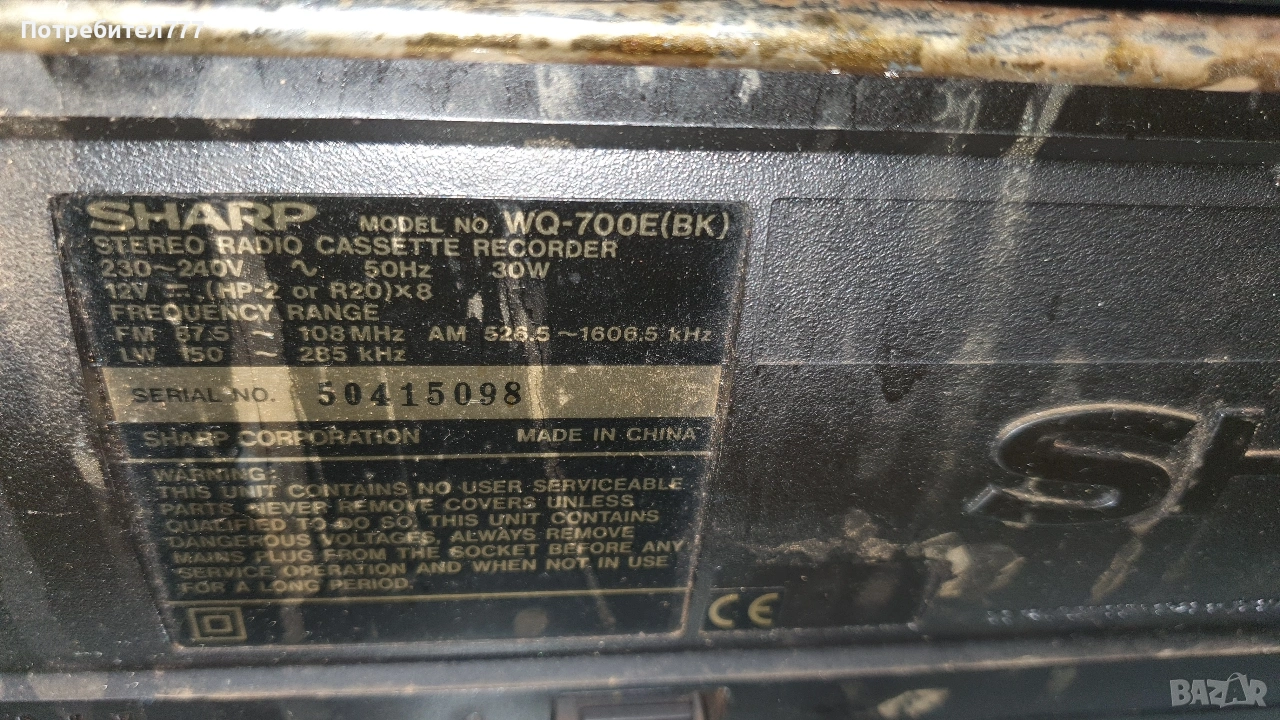 Потребител777
SHARP MODEL NO. WQ-700E(BK)
STEREO RADIO CASSETTE RECORDER
230~240V ~ 50Hz 30W
12V ⎓ (HP-2 or R20)×8
FREQUENCY RANGE
FM 87.5 ~ 108 MHz AM 526.5~1606.5 kHz
LW 150 ~ 285 kHz
SERIAL NO. 50415098
SHARP CORPORATION MADE IN CHINA
WARNING:
THIS UNIT CONTAINS NO USER SERVICEABLE
PARTS. NEVER REMOVE COVERS UNLESS
QUALIFIED TO DO SO. THIS UNIT CONTAINS
DANGEROUS VOLTAGES, ALWAYS REMOVE
MAINS PLUG FROM THE SOCKET BEFORE ANY
SERVICE OPERATION AND WHEN NOT IN USE
FOR A LONG PERIOD.
CE
SH
BAZAR